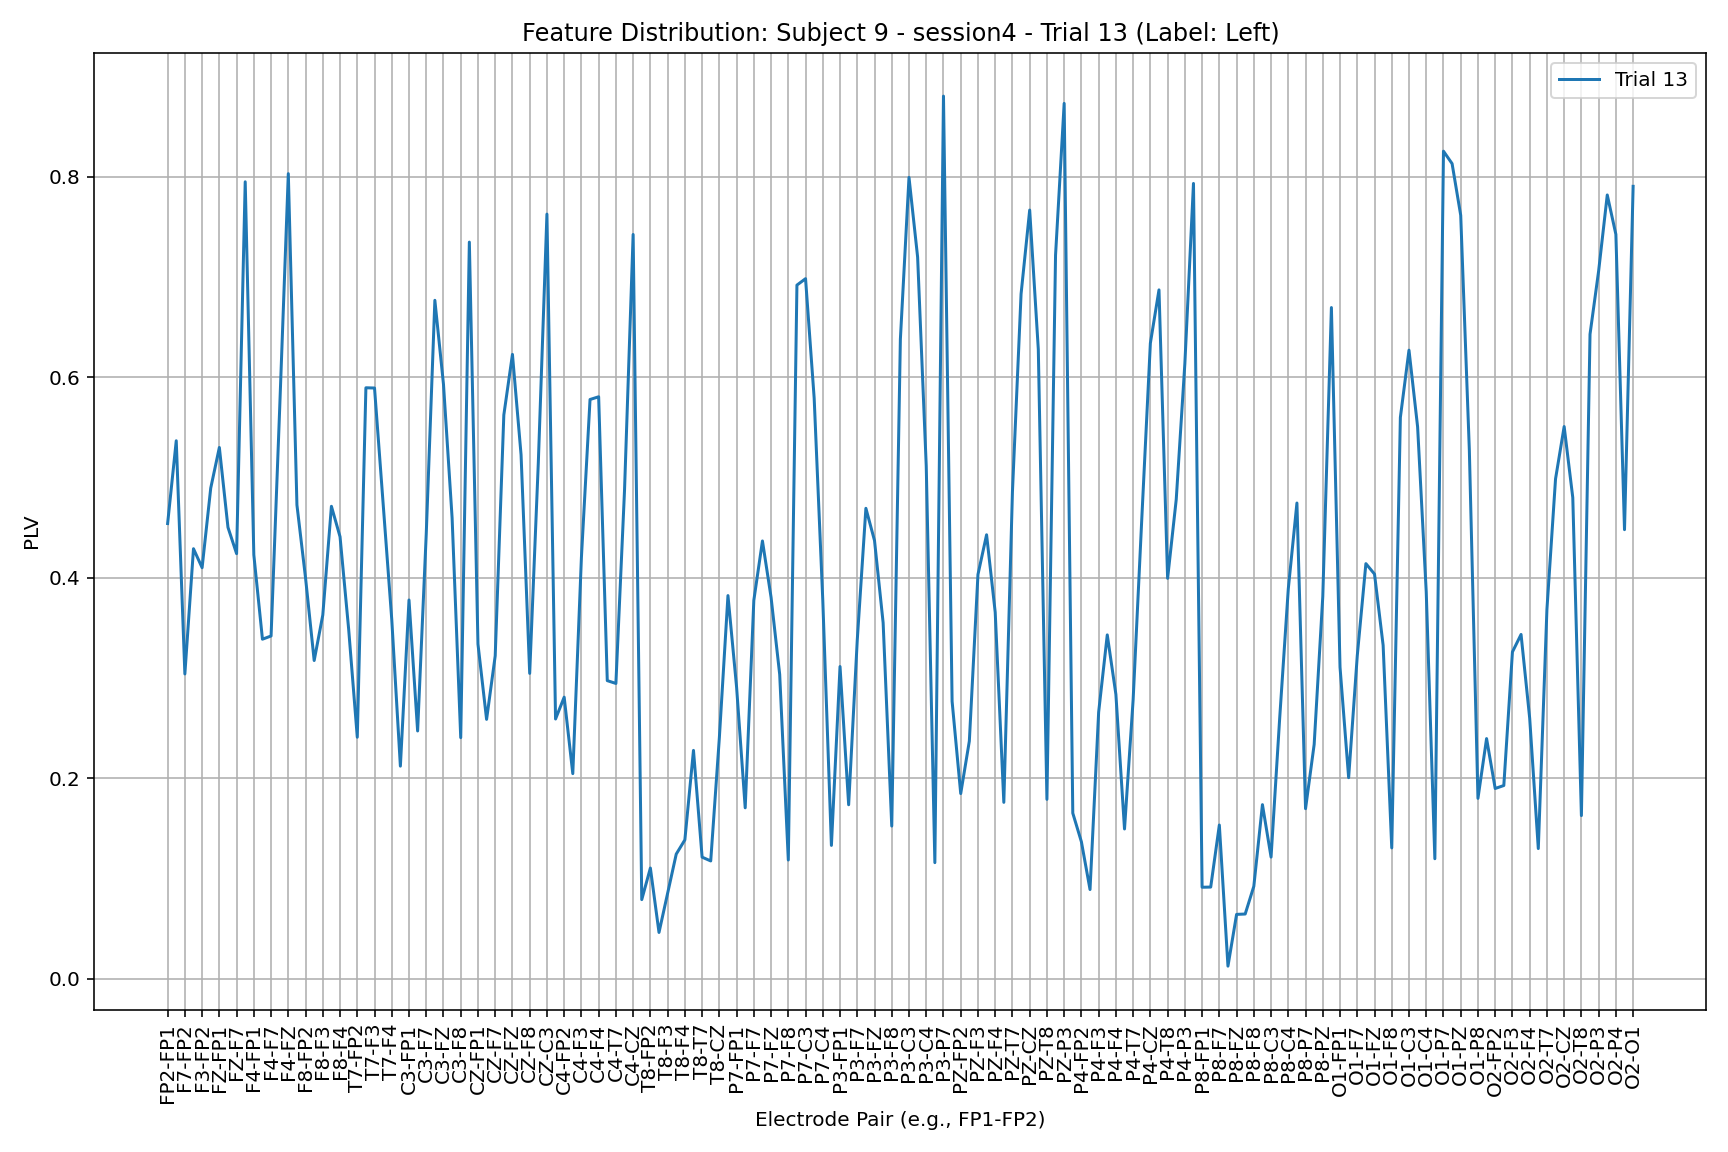 Feature Distribution: Subject 9 - session4 - Trial 13 (Label: Left)
Trial 13
PLV
0.8
0.6
0.4
0.2
0.0
FP2-FP1
F7-FP2
F3-FP2
FZ-FP1
FZ-F7
F4-FP1
F4-F7
F4-FZ
F8-FP2
F8-F3
F8-F4
T7-FP2
T7-F3
T7-F4
C3-FP1
C3-F7
C3-FZ
C3-F8
CZ-FP1
CZ-F7
CZ-FZ
CZ-F8
CZ-C3
C4-FP2
C4-F3
C4-F4
C4-T7
C4-CZ
T8-FP2
T8-F3
T8-F4
T8-T7
T8-CZ
P7-FP1
P7-F7
P7-FZ
P7-F8
P7-C3
P7-C4
P3-FP1
P3-F7
P3-FZ
P3-F8
P3-C3
P3-C4
P3-P7
PZ-FP2
PZ-F3
PZ-F4
PZ-T7
PZ-CZ
PZ-T8
PZ-P3
P4-FP2
P4-F3
P4-F4
P4-T7
P4-CZ
P4-T8
P4-P3
P8-FP1
P8-F7
P8-FZ
P8-F8
P8-C3
P8-C4
P8-P7
P8-PZ
O1-FP1
O1-F7
O1-FZ
O1-F8
O1-C3
O1-C4
O1-P7
O1-PZ
O1-P8
O2-FP2
O2-F3
O2-F4
O2-T7
O2-CZ
O2-T8
O2-P3
O2-P4
O2-O1
Electrode Pair (e.g., FP1-FP2)